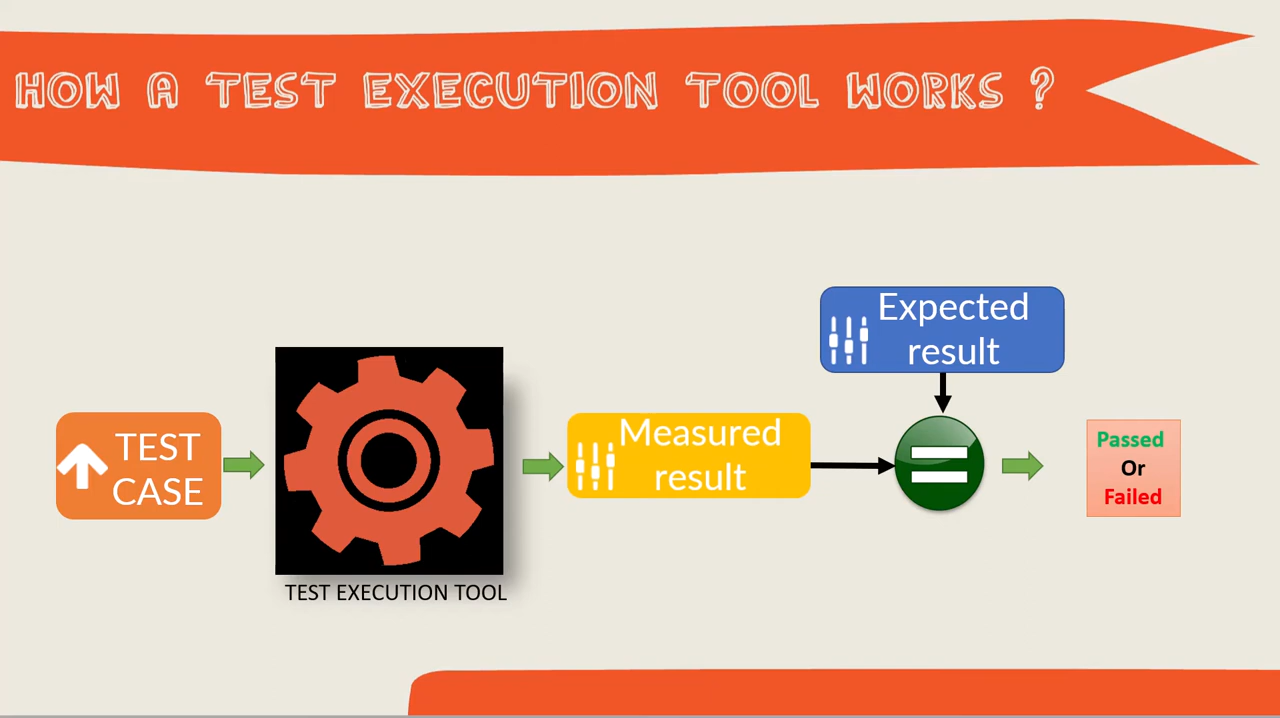 HOW A TEST EXECUTION TOOL WORKS ?
Expected
result
TEST
CASE
Measured
result
Passed
Or
Failed
TEST EXECUTION TOOL